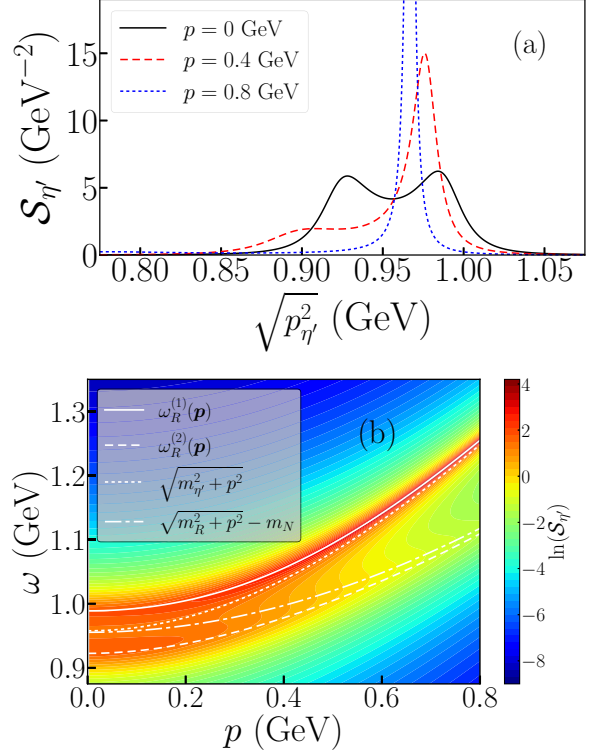 p = 0 GeV
p = 0.4 GeV
p = 0.8 GeV
(a)
15
10
5
0
0.80 0.85 0.90 0.95 1.00 1.05
𝒮_η′ (GeV⁻²)
√p²_η′ (GeV)
ω_R^(1)(𝒑)
ω_R^(2)(𝒑)
√m²_η′ + p²
√m²_R + p² − m_N
(b)
1.3
1.2
1.1
1.0
0.9
0.0 0.2 0.4 0.6 0.8
ω (GeV)
p (GeV)
4
2
0
−2
−4
−6
−8
ln(𝒮_η′)